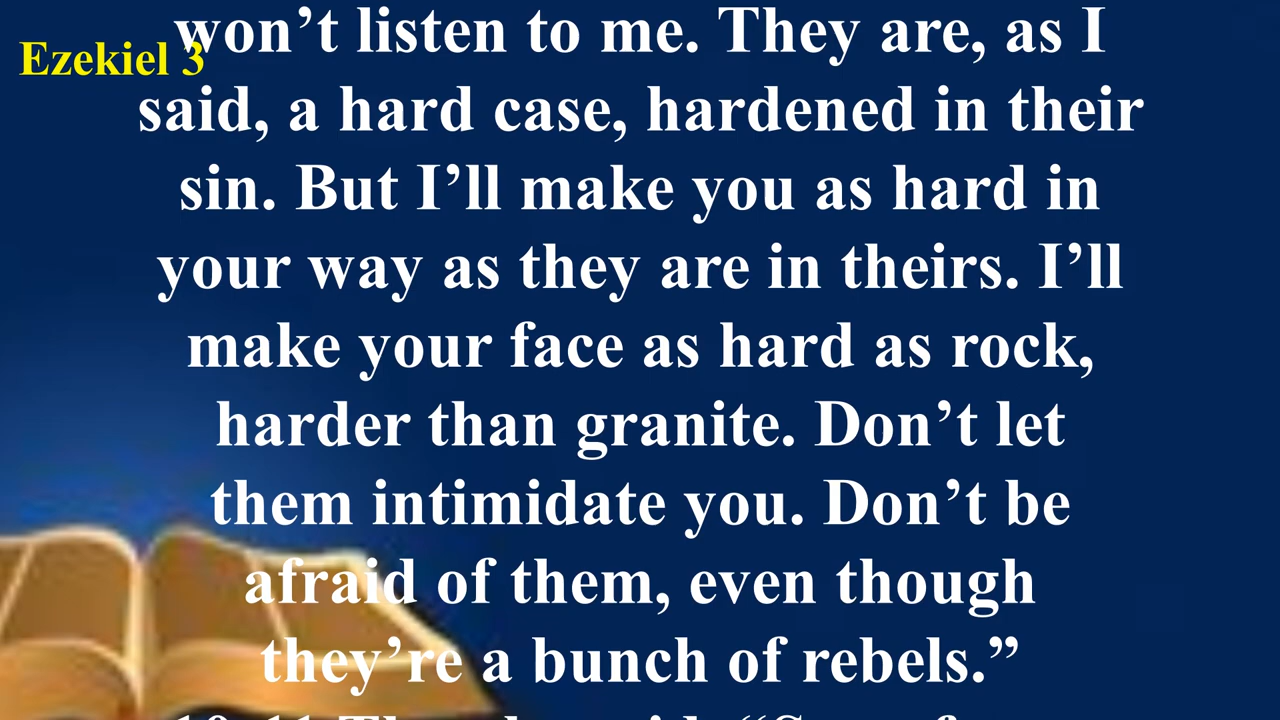 Ezekiel 3
won’t listen to me. They are, as I
said, a hard case, hardened in their
sin. But I’ll make you as hard in
your way as they are in theirs. I’ll
make your face as hard as rock,
harder than granite. Don’t let
them intimidate you. Don’t be
afraid of them, even though
they’re a bunch of rebels.”